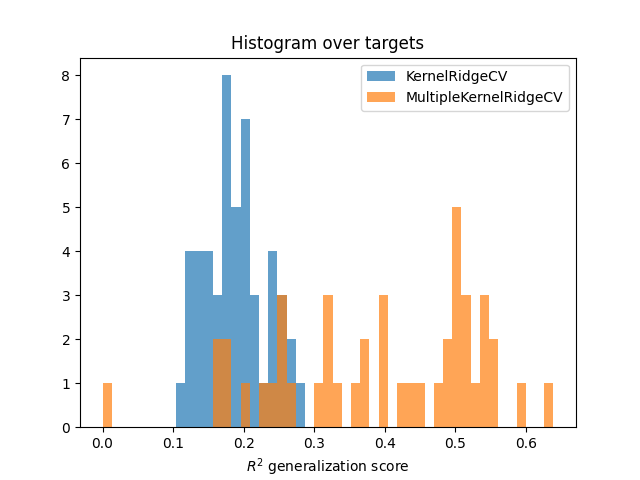 Histogram over targets
KernelRidgeCV
MultipleKernelRidgeCV
8
7
6
5
4
3
2
1
0
0.0 0.1 0.2 0.3 0.4 0.5 0.6
R² generalization score